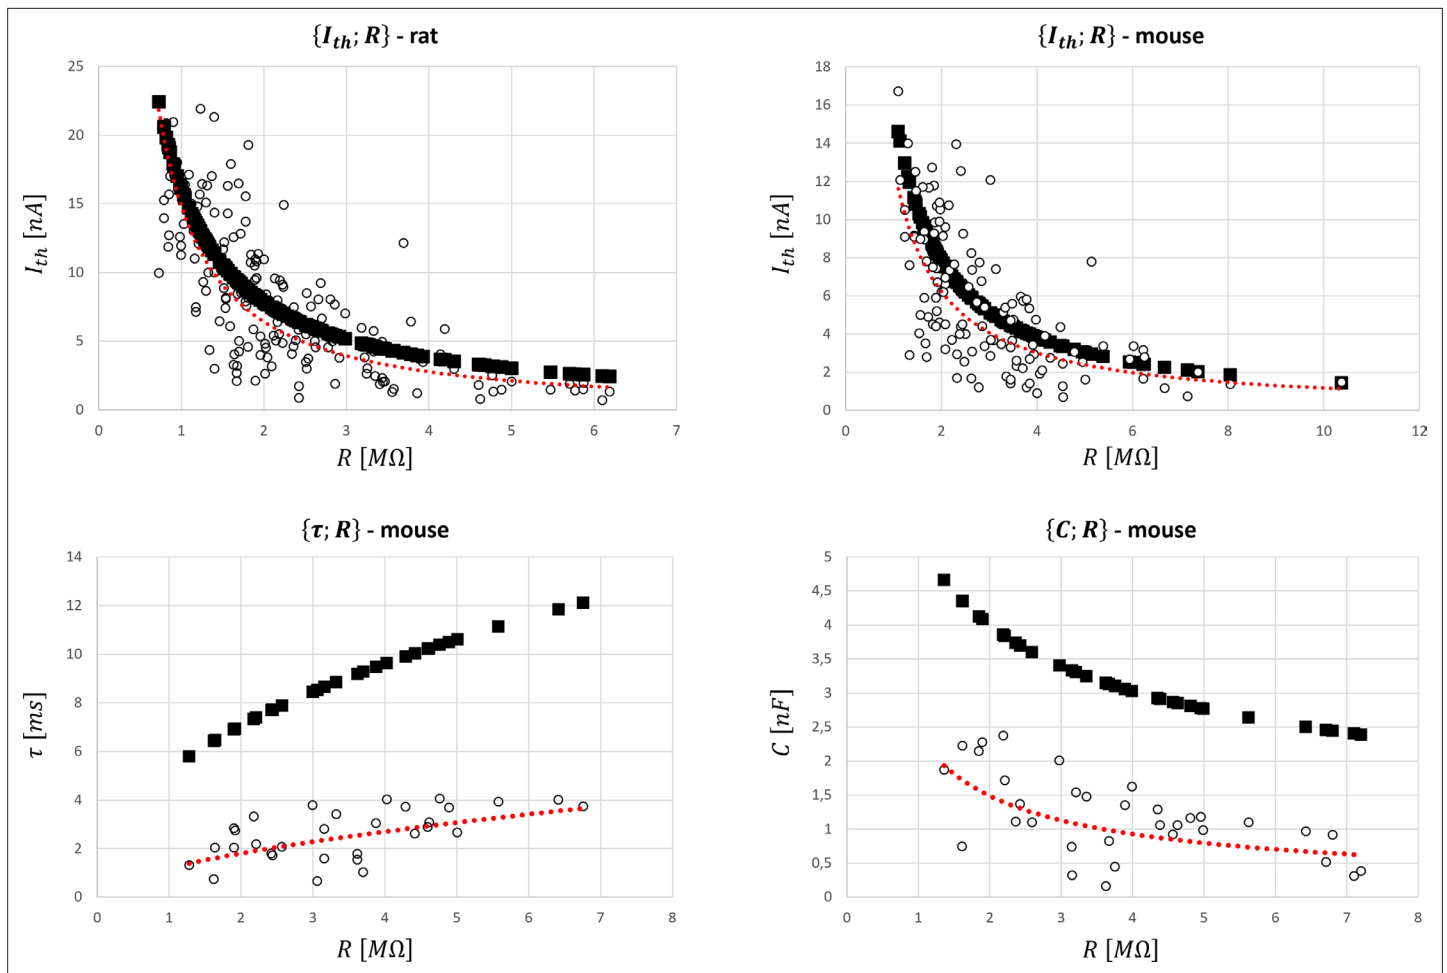 {I_th; R} - rat
25
20
15
10
5
0
0 1 2 3 4 5 6 7
I_th [nA]
R [MΩ]
{I_th; R} - mouse
18
16
14
12
10
8
6
4
2
0
0 2 4 6 8 10 12
I_th [nA]
R [MΩ]
{τ; R} - mouse
14
12
10
8
6
4
2
0
0 1 2 3 4 5 6 7 8
τ [ms]
R [MΩ]
{C; R} - mouse
5
4,5
4
3,5
3
2,5
2
1,5
1
0,5
0
0 1 2 3 4 5 6 7 8
C [nF]
R [MΩ]